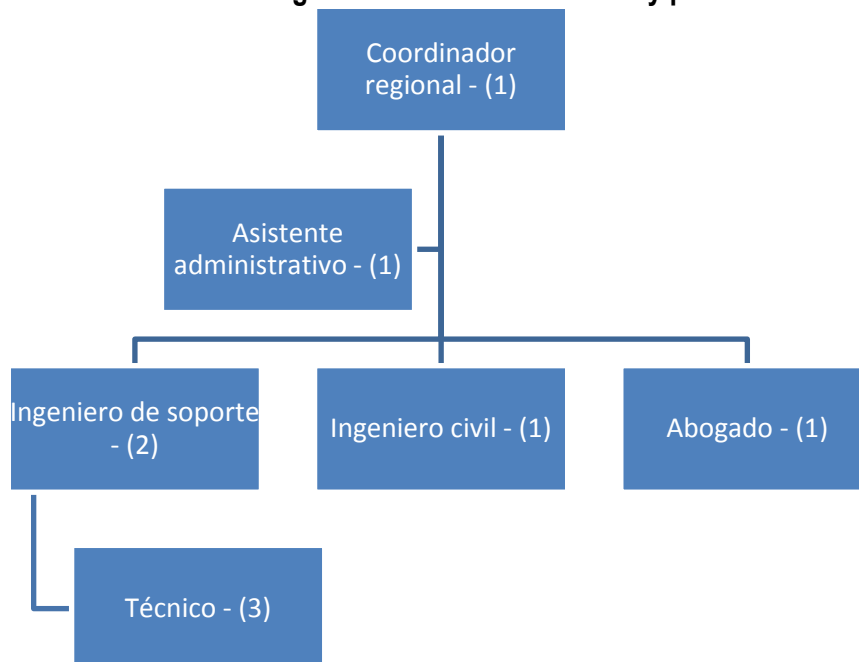 Coordinador
regional - (1)
Asistente
administrativo - (1)
Ingeniero de soporte
- (2)
Ingeniero civil - (1)
Abogado - (1)
Técnico - (3)